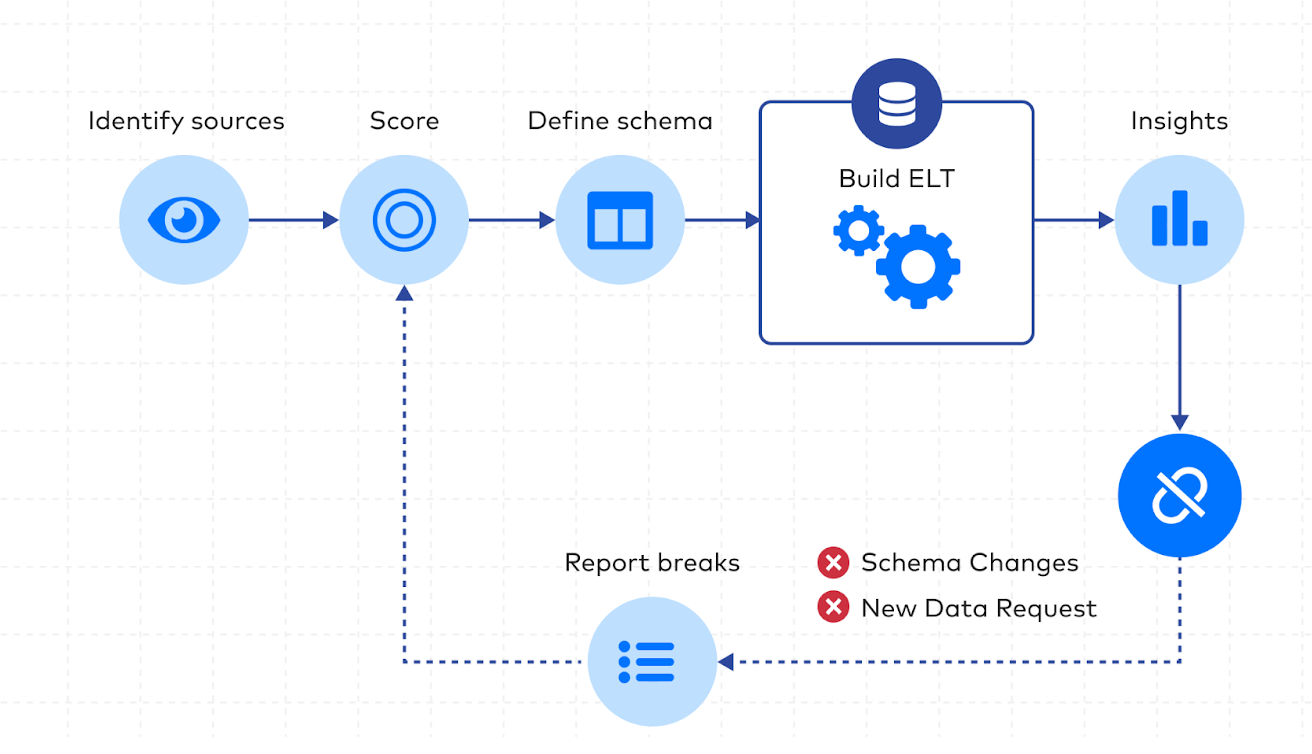 Identify sources
Score
Define schema
Build ELT
Insights
Report breaks
Schema Changes
New Data Request